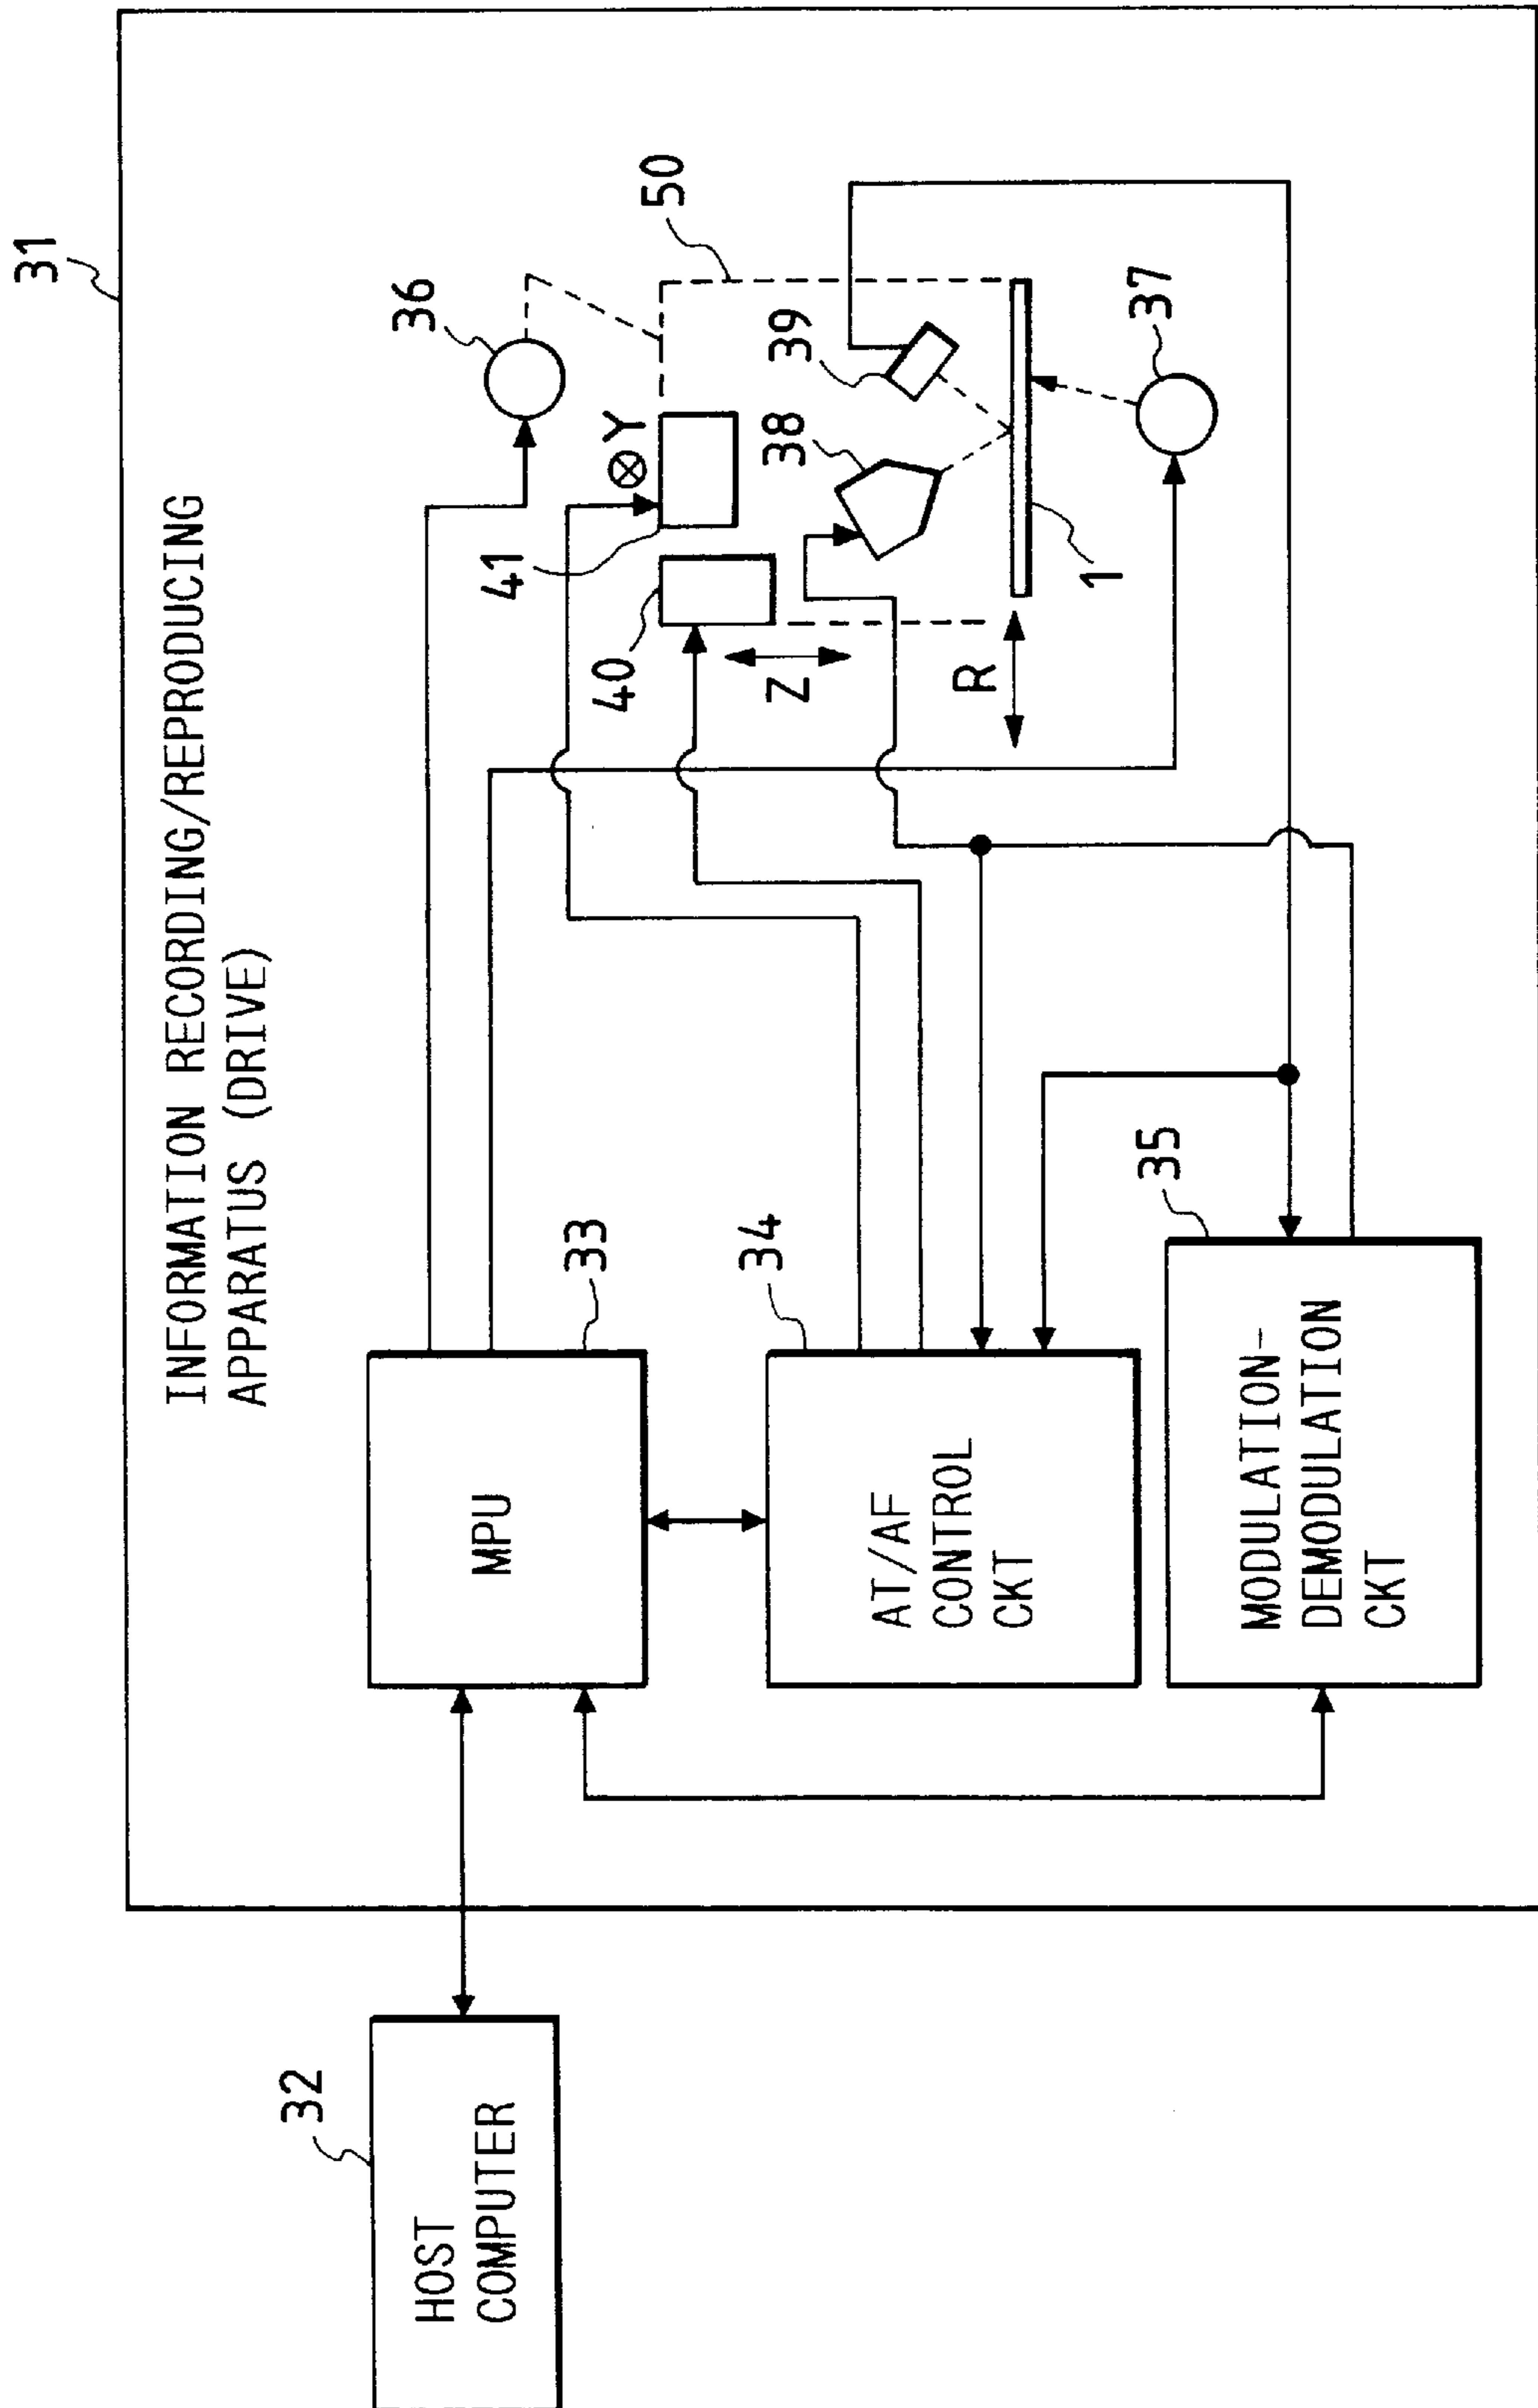 31
INFORMATION RECORDING/REPRODUCING
APPARATUS (DRIVE)
32
HOST
COMPUTER
33
MPU
34
AT/AF
CONTROL
CKT
35
MODULATION-
DEMODULATION
CKT
36
41
Y
50
40
Z
38
39
R
1
37